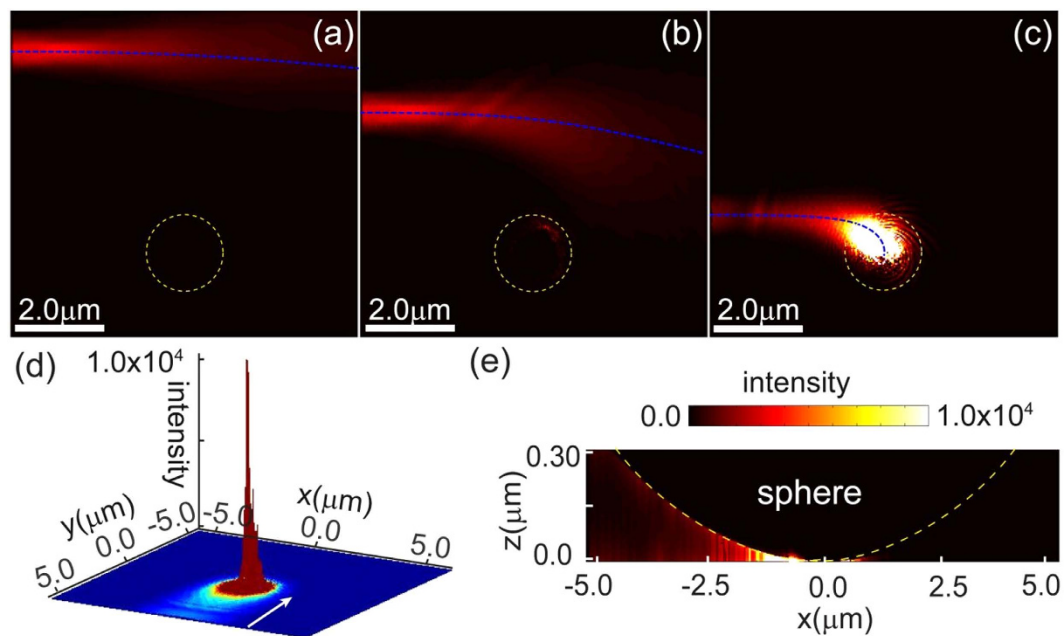 (a)
(b)
(c)
2.0μm
2.0μm
2.0μm
(d)
1.0x10⁴
intensity
y(μm)
-5.0
0.0
5.0
x(μm)
-5.0
0.0
5.0
(e)
intensity
0.0
1.0x10⁴
0.30
z(μm)
0.0
sphere
-5.0
-2.5
0.0
2.5
5.0
x(μm)